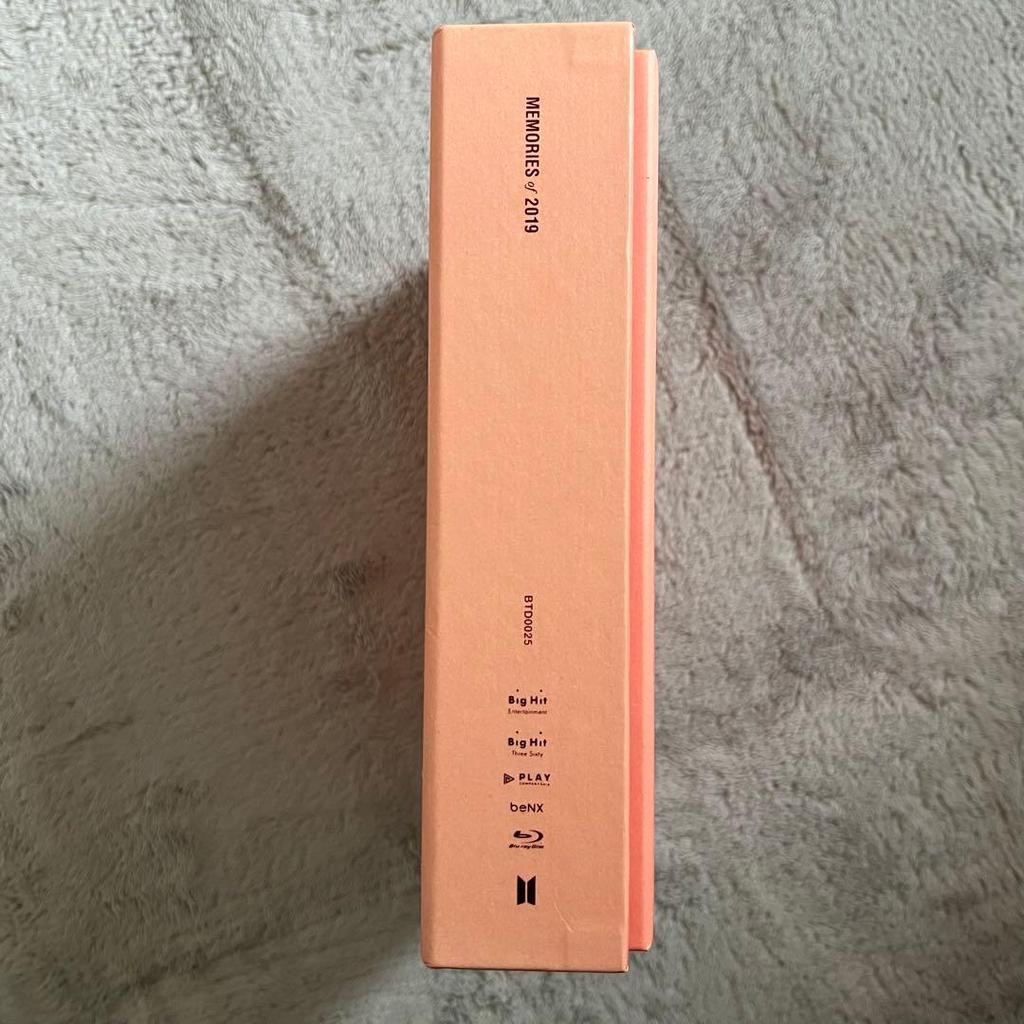 MEMORIES of 2019
BTD0025
Big Hit
Entertainment
Big Hit
Three Sixty
PLAY
COMPANY
beNX
Blu-ray Disc